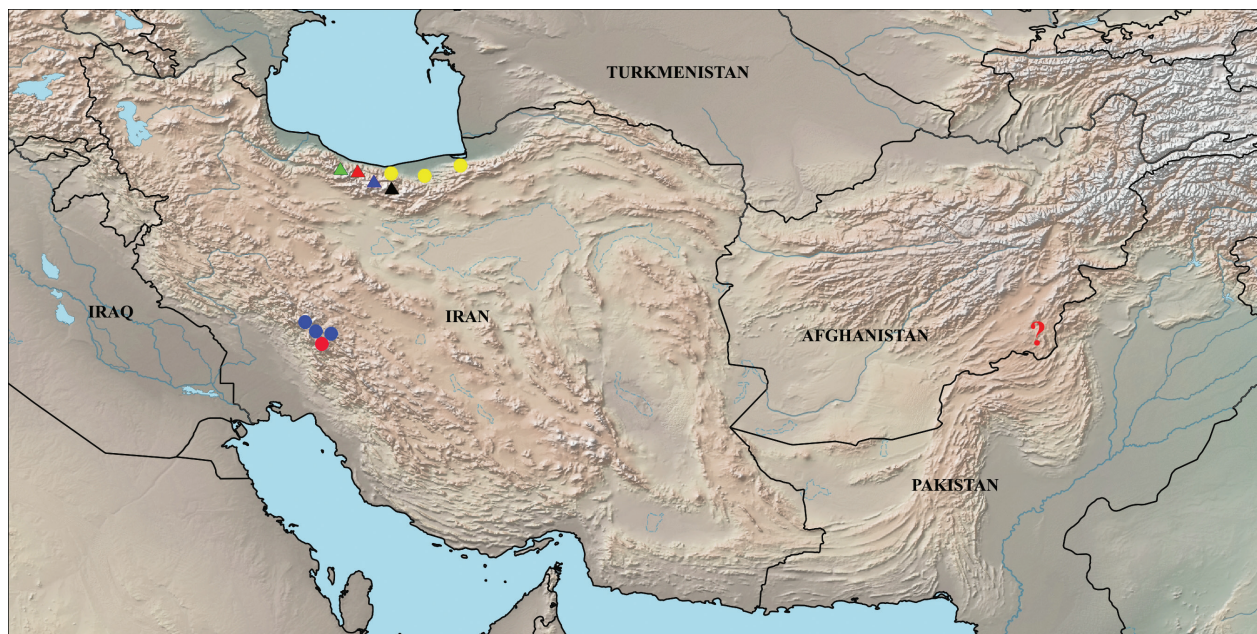 TURKMENISTAN
IRAQ
IRAN
AFGHANISTAN
?
PAKISTAN